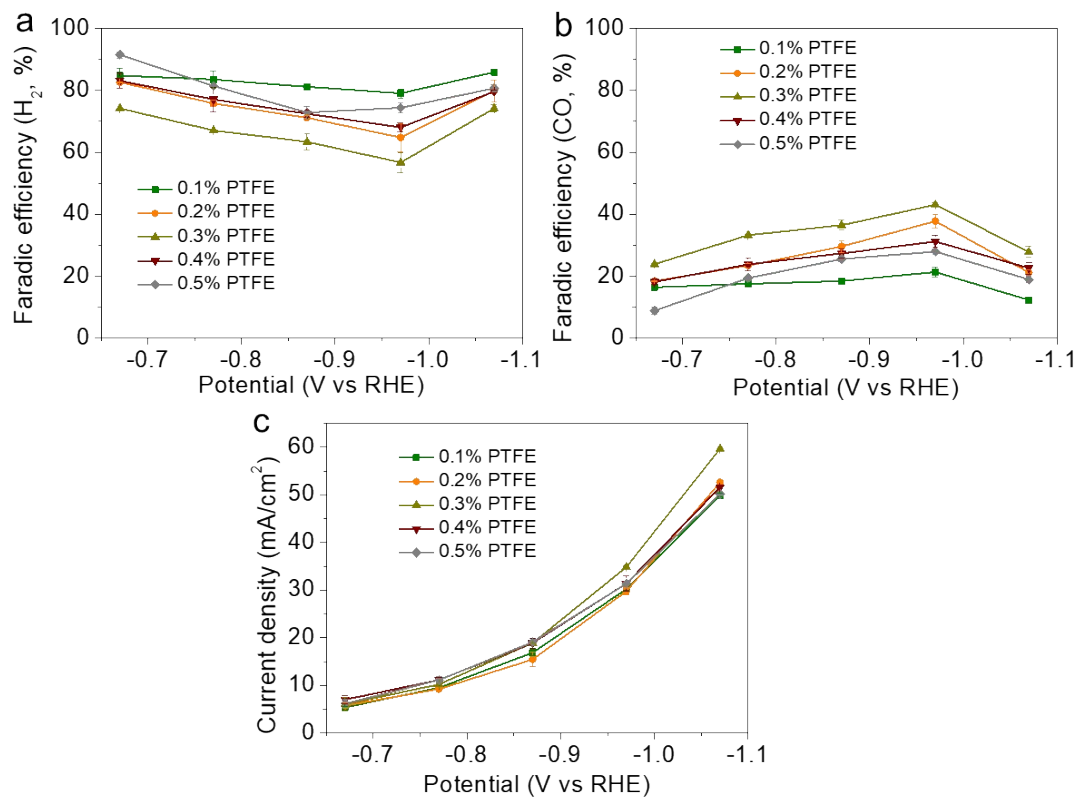 a
Faradic efficiency (H₂, %)
100
80
60
40
20
0
0.1% PTFE
0.2% PTFE
0.3% PTFE
0.4% PTFE
0.5% PTFE
-0.7
-0.8
-0.9
-1.0
-1.1
Potential (V vs RHE)
b
Faradic efficiency (CO, %)
100
80
60
40
20
0
0.1% PTFE
0.2% PTFE
0.3% PTFE
0.4% PTFE
0.5% PTFE
-0.7
-0.8
-0.9
-1.0
-1.1
Potential (V vs RHE)
c
Current density (mA/cm²)
60
50
40
30
20
10
0
0.1% PTFE
0.2% PTFE
0.3% PTFE
0.4% PTFE
0.5% PTFE
-0.7
-0.8
-0.9
-1.0
-1.1
Potential (V vs RHE)